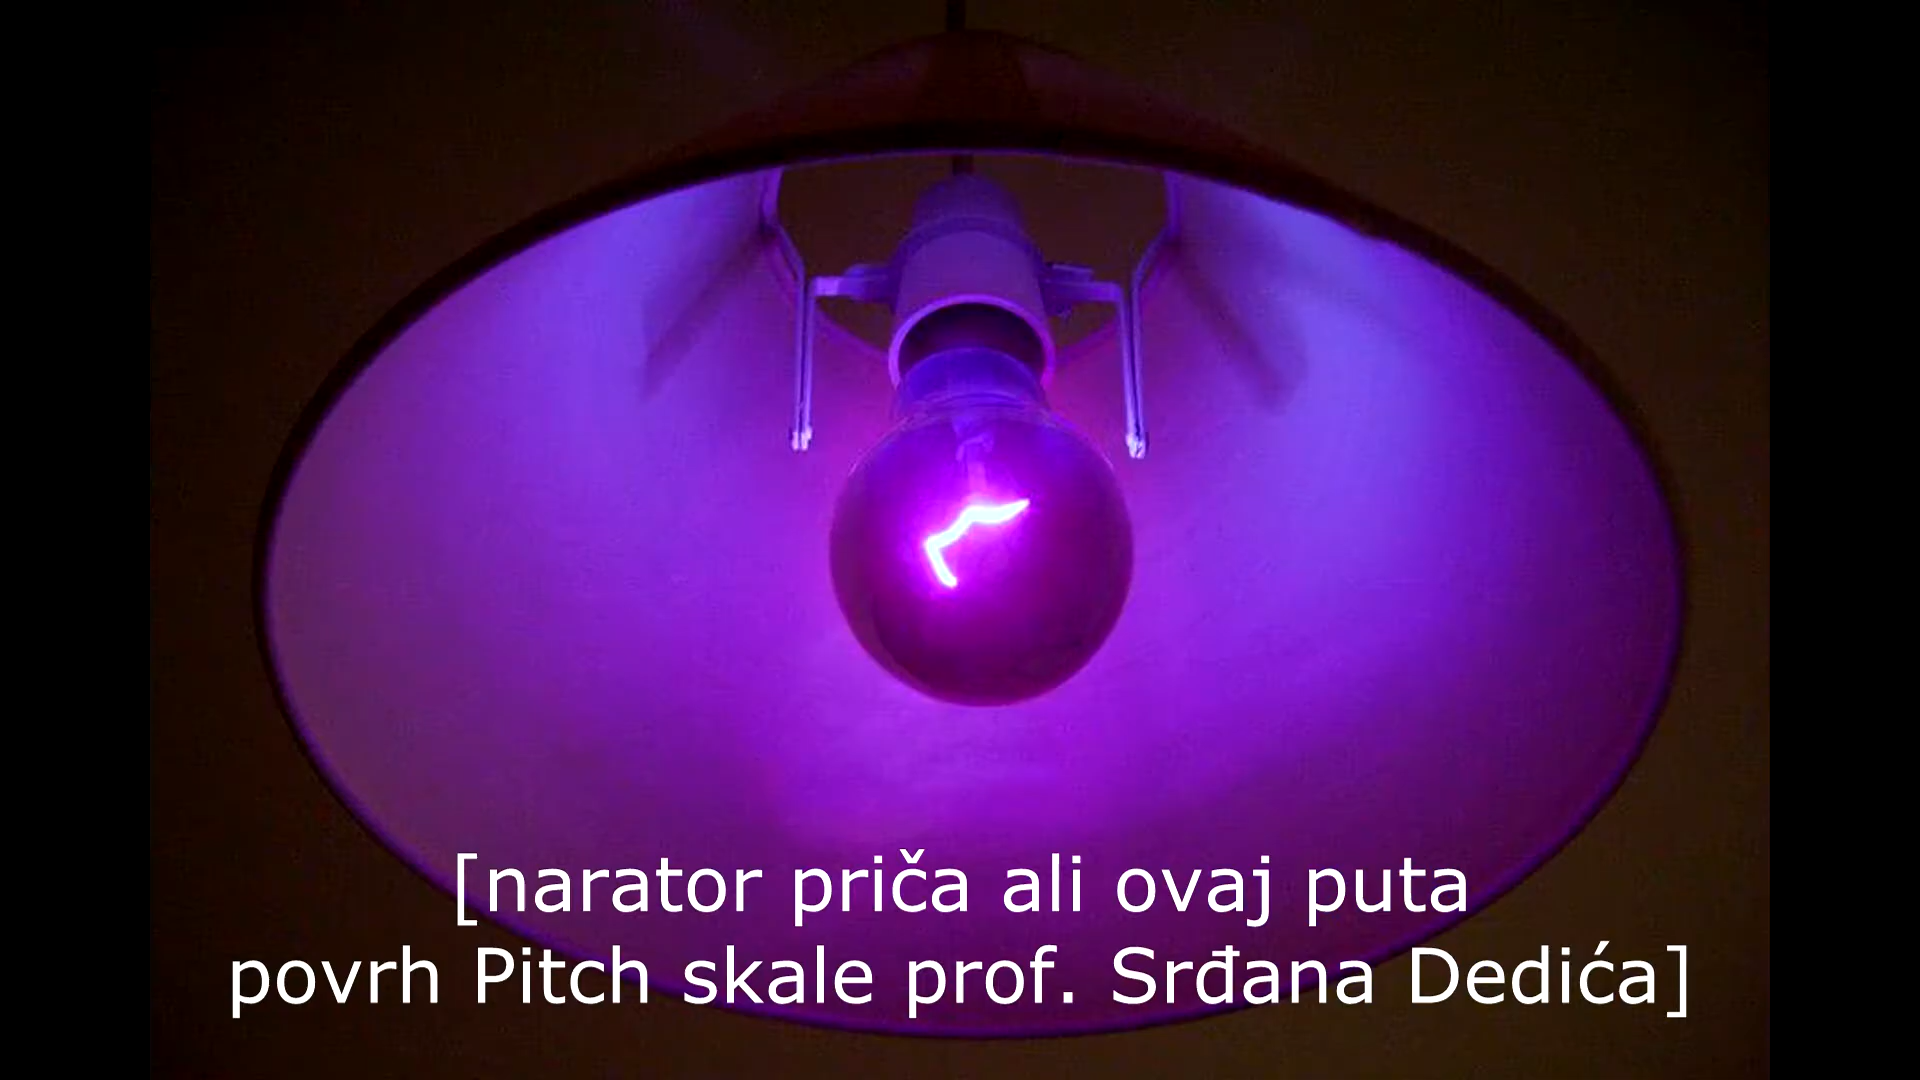 [narator priča ali ovaj puta
povrh Pitch skale prof. Srđana Dedića]